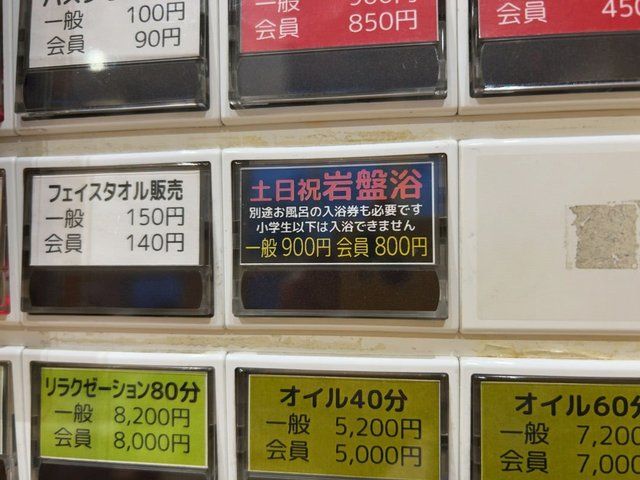 一般 100円
会員 90円
会員 850円
450
フェイスタオル販売
一般 150円
会員 140円
土日祝岩盤浴
別途お風呂の入浴券も必要です
小学生以下は入浴できません
一般 900円 会員 800円
リラクゼーション80分
一般 8,200円
会員 8,000円
オイル40分
一般 5,200円
会員 5,000円
オイル60
一般 7,200
会員 7,000